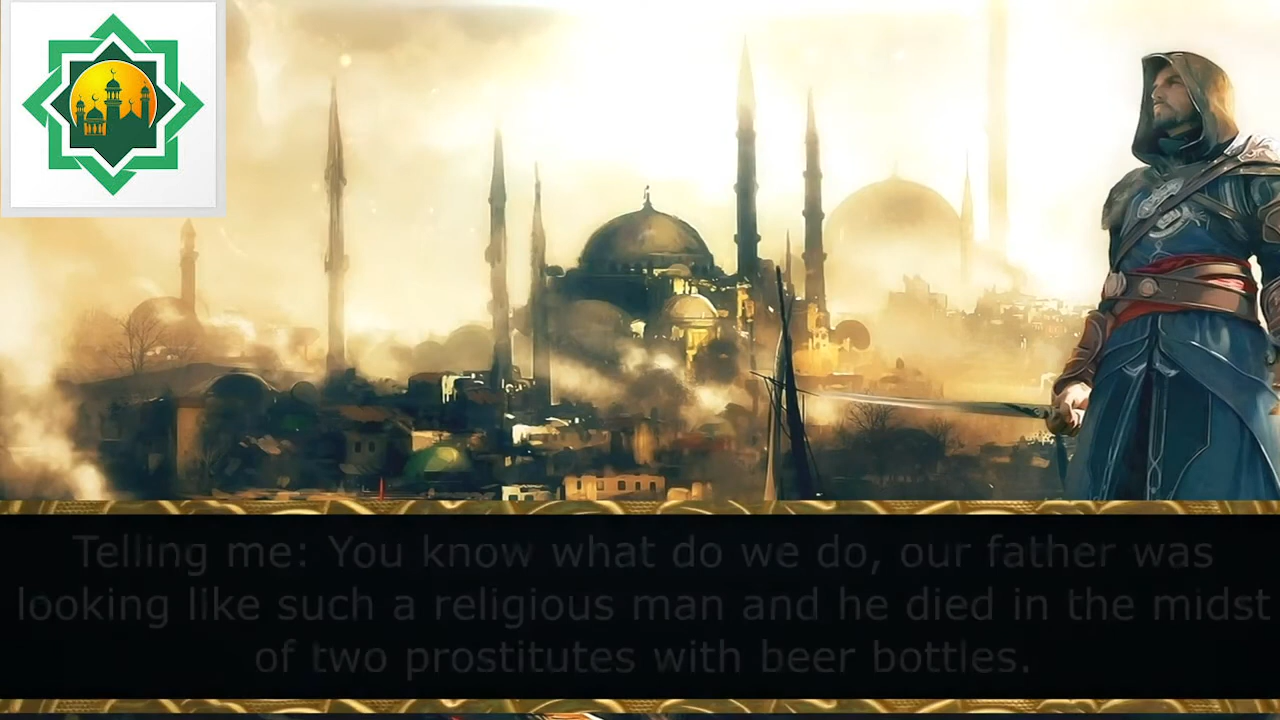 Telling me: You know what do we do, our father was
looking like such a religious man and he died in the midst
of two prostitutes with beer bottles.